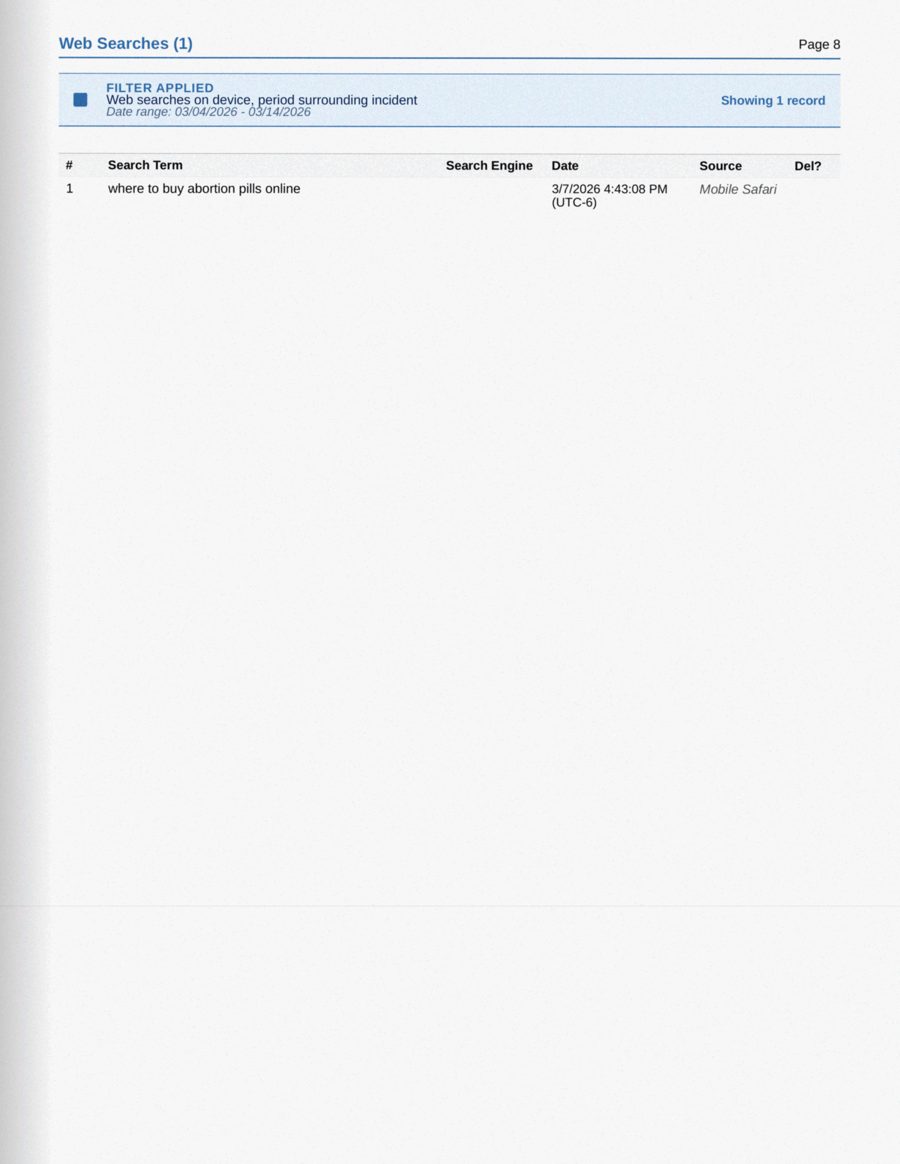 Web Searches (1) Page 8
FILTER APPLIED
Web searches on device, period surrounding incident Showing 1 record
Date range: 03/04/2026 - 03/14/2026
# Search Term Search Engine Date Source Del?
1 where to buy abortion pills online 3/7/2026 4:43:08 PM Mobile Safari
(UTC-6)